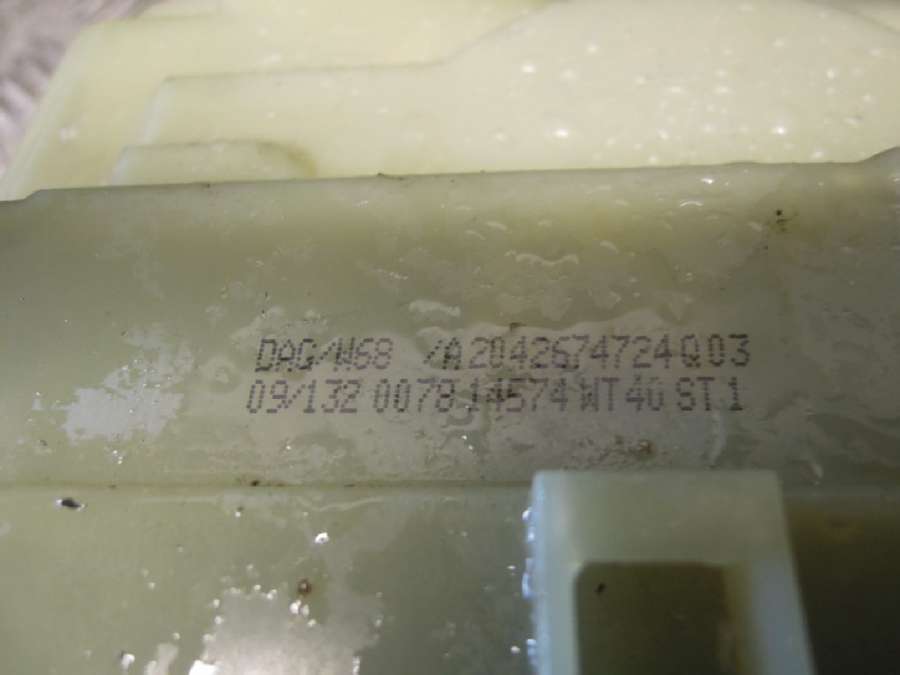 DAG/W68 /A2042674724Q03
09/132 0078 14574 WT40 ST1